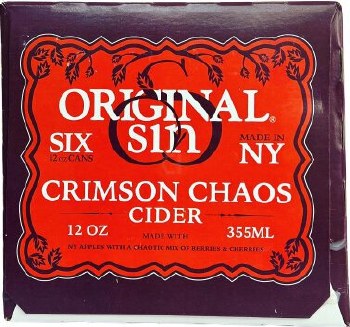 ORIGINAL®
sin
SIX
12 oz CANS
MADE IN
NY
CRIMSON CHAOS
CIDER
12 OZ
MADE WITH
355ML
NY APPLES WITH A CHAOTIC MIX OF BERRIES & CHERRIES